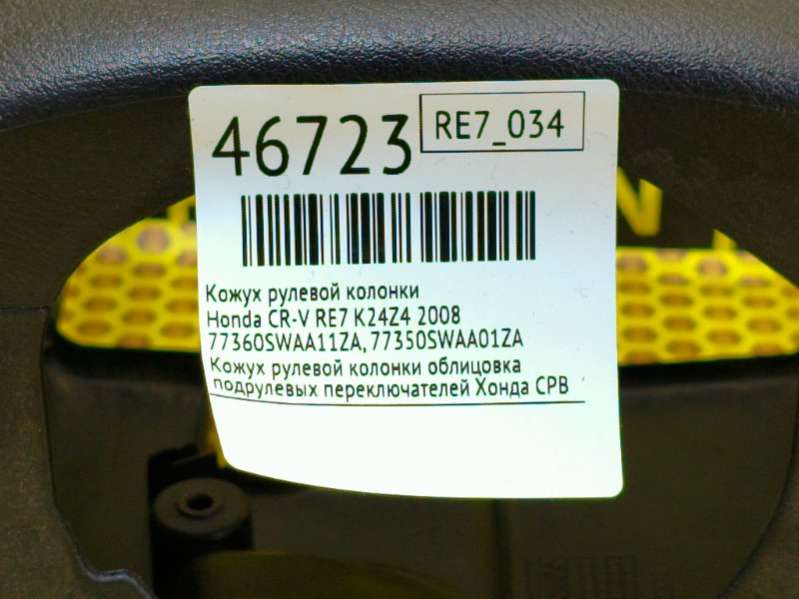 46723
RE7_034
Кожух рулевой колонки
Honda CR-V RE7 K24Z4 2008
77360SWAA11ZA, 77350SWAA01ZA
Кожух рулевой колонки облицовка
подрулевых переключателей Хонда СРВ